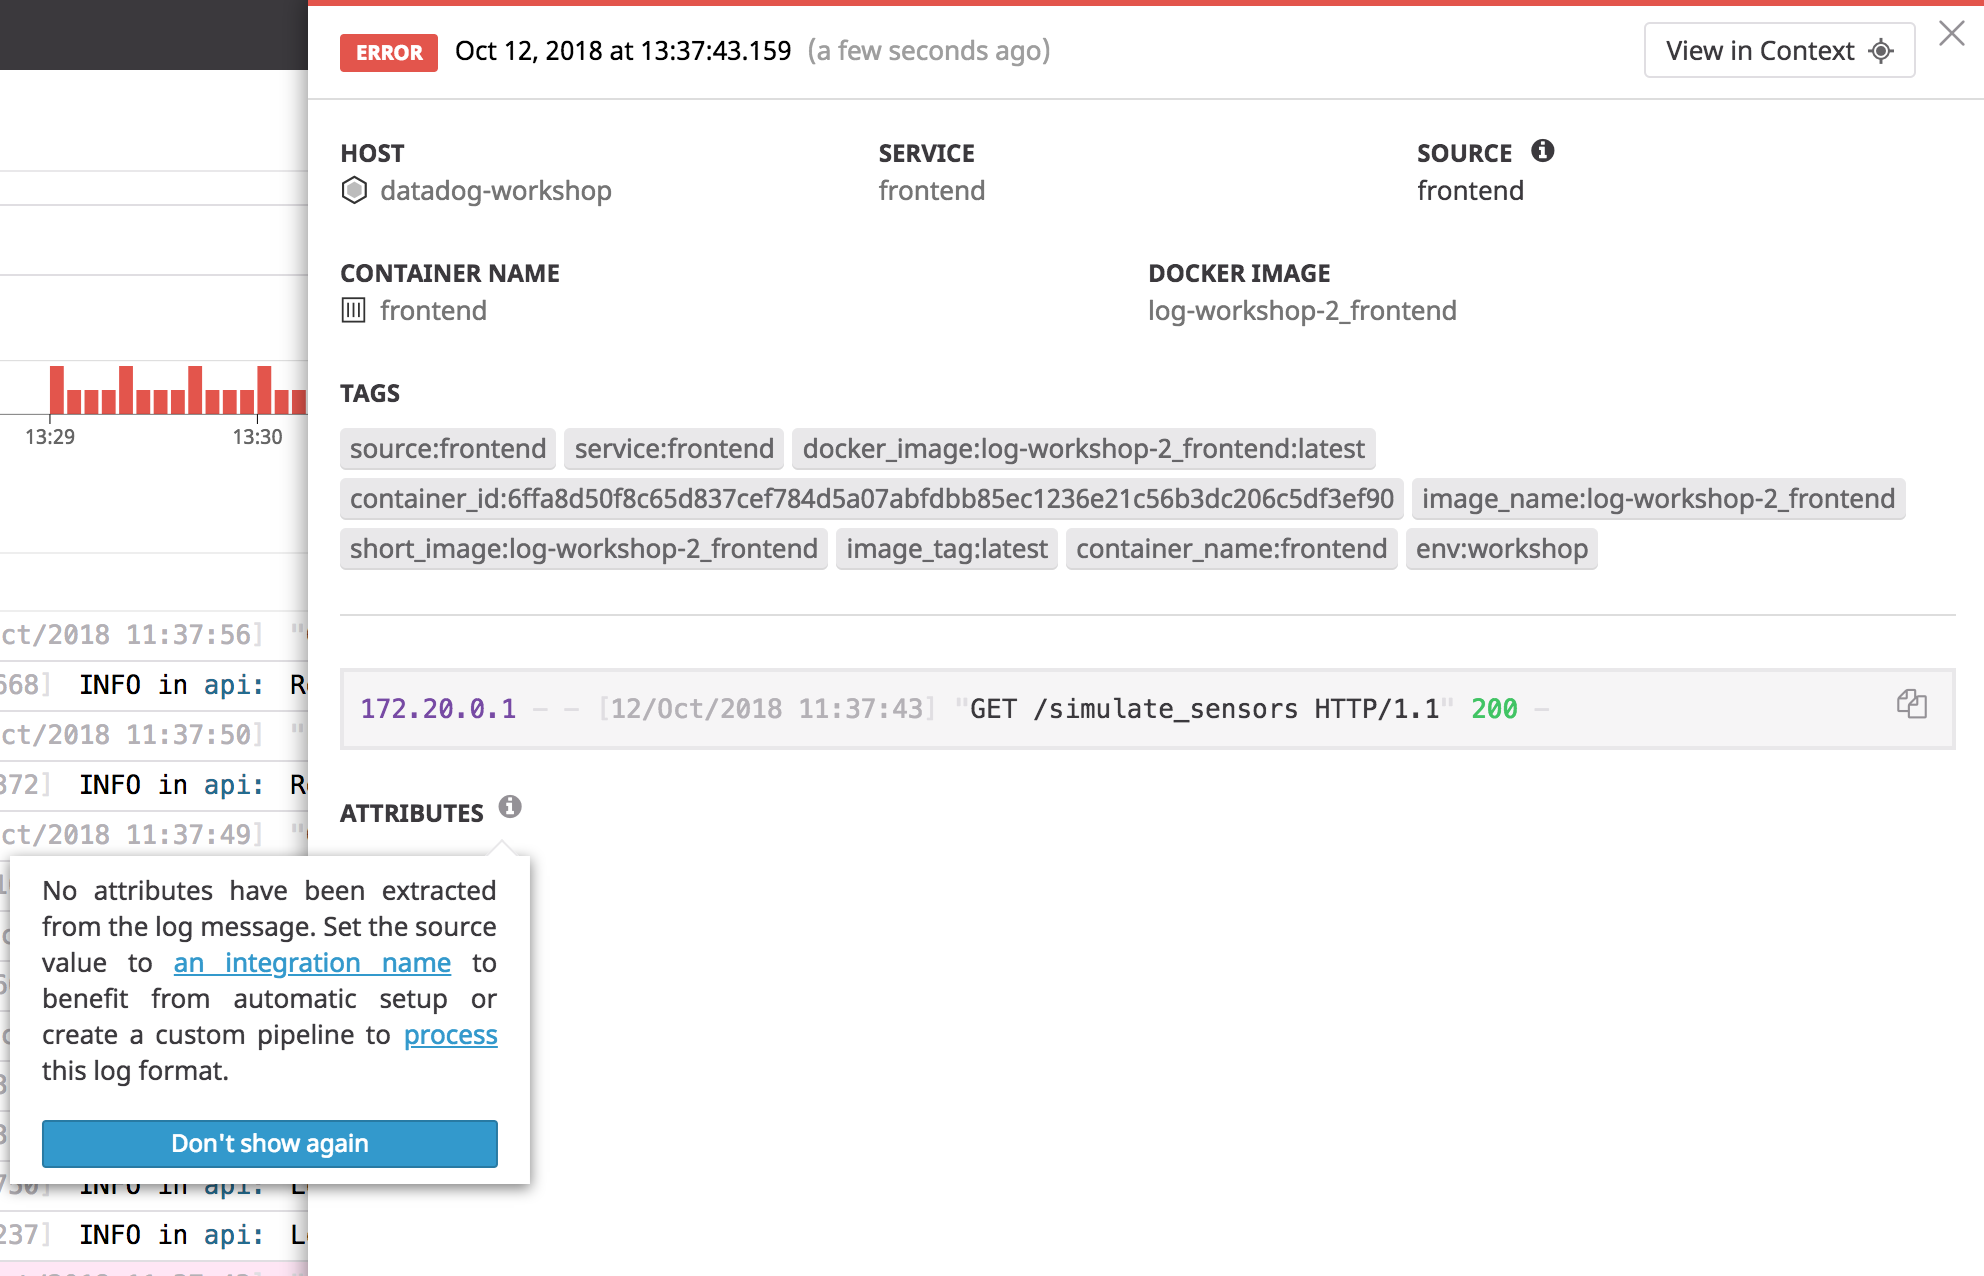 ERROR Oct 12, 2018 at 13:37:43.159 (a few seconds ago) View in Context
HOST SERVICE SOURCE
datadog-workshop frontend frontend
CONTAINER NAME DOCKER IMAGE
frontend log-workshop-2_frontend
TAGS
source:frontend service:frontend docker_image:log-workshop-2_frontend:latest
container_id:6ffa8d50f8c65d837cef784d5a07abfdbb85ec1236e21c56b3dc206c5df3ef90 image_name:log-workshop-2_frontend
short_image:log-workshop-2_frontend image_tag:latest container_name:frontend env:workshop
172.20.0.1 - - [12/Oct/2018 11:37:43] "GET /simulate_sensors HTTP/1.1" 200 -
ATTRIBUTES
No attributes have been extracted
from the log message. Set the source
value to an integration name to
benefit from automatic setup or
create a custom pipeline to process
this log format.
Don't show again
13:29 13:30
ct/2018 11:37:56] "
668] INFO in api: R
ct/2018 11:37:50] "
372] INFO in api: R
ct/2018 11:37:49] "
750] INFO in api: L
237] INFO in api: L